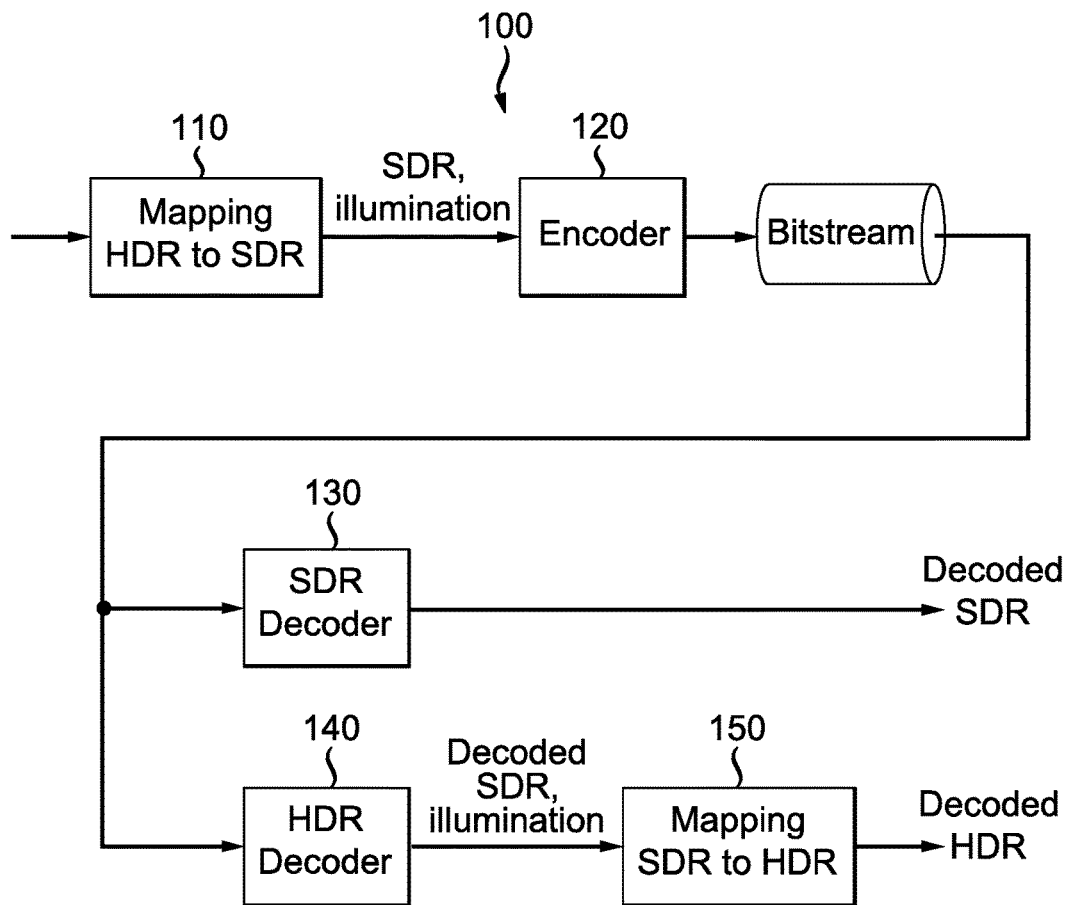 100
110
Mapping
HDR to SDR
SDR,
illumination
120
Encoder
Bitstream
130
SDR
Decoder
Decoded
SDR
140
HDR
Decoder
Decoded
SDR,
illumination
150
Mapping
SDR to HDR
Decoded
HDR